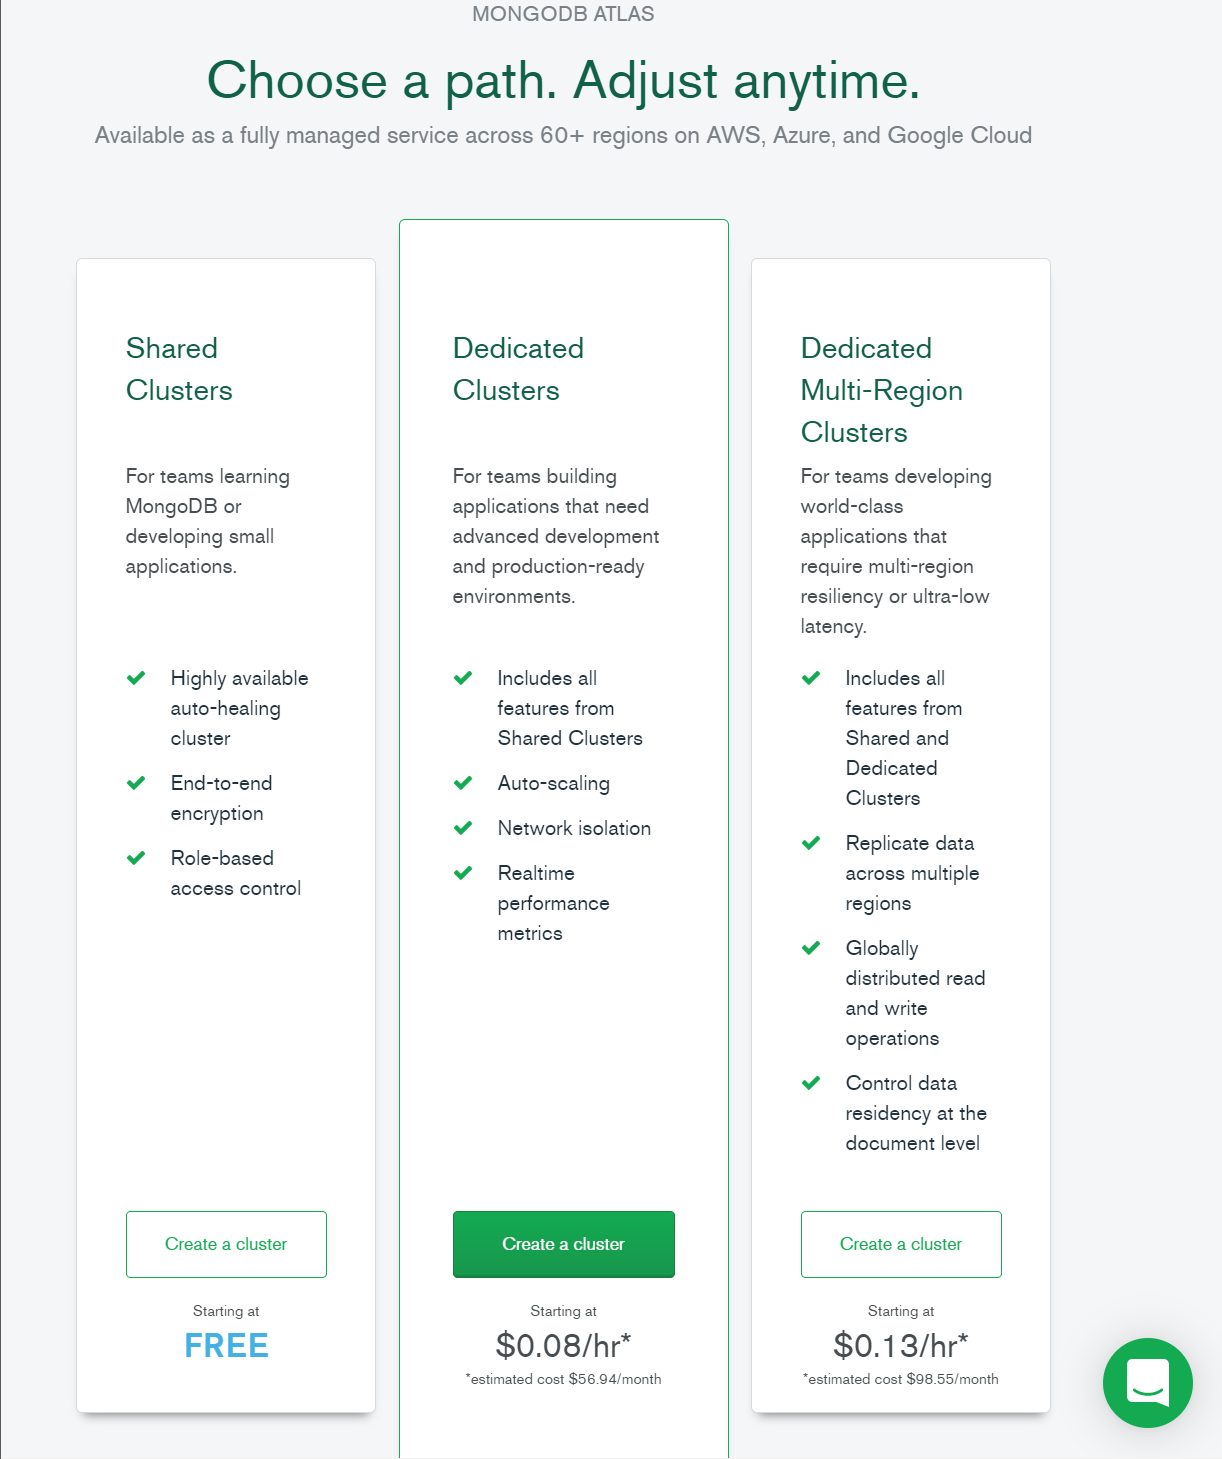 MONGODB ATLAS
Choose a path. Adjust anytime.
Available as a fully managed service across 60+ regions on AWS, Azure, and Google Cloud
Shared
Clusters
For teams learning
MongoDB or
developing small
applications.
Highly available
auto-healing
cluster
End-to-end
encryption
Role-based
access control
Create a cluster
Starting at
FREE
Dedicated
Clusters
For teams building
applications that need
advanced development
and production-ready
environments.
Includes all
features from
Shared Clusters
Auto-scaling
Network isolation
Realtime
performance
metrics
Create a cluster
Starting at
$0.08/hr*
*estimated cost $56.94/month
Dedicated
Multi-Region
Clusters
For teams developing
world-class
applications that
require multi-region
resiliency or ultra-low
latency.
Includes all
features from
Shared and
Dedicated
Clusters
Replicate data
across multiple
regions
Globally
distributed read
and write
operations
Control data
residency at the
document level
Create a cluster
Starting at
$0.13/hr*
*estimated cost $98.55/month